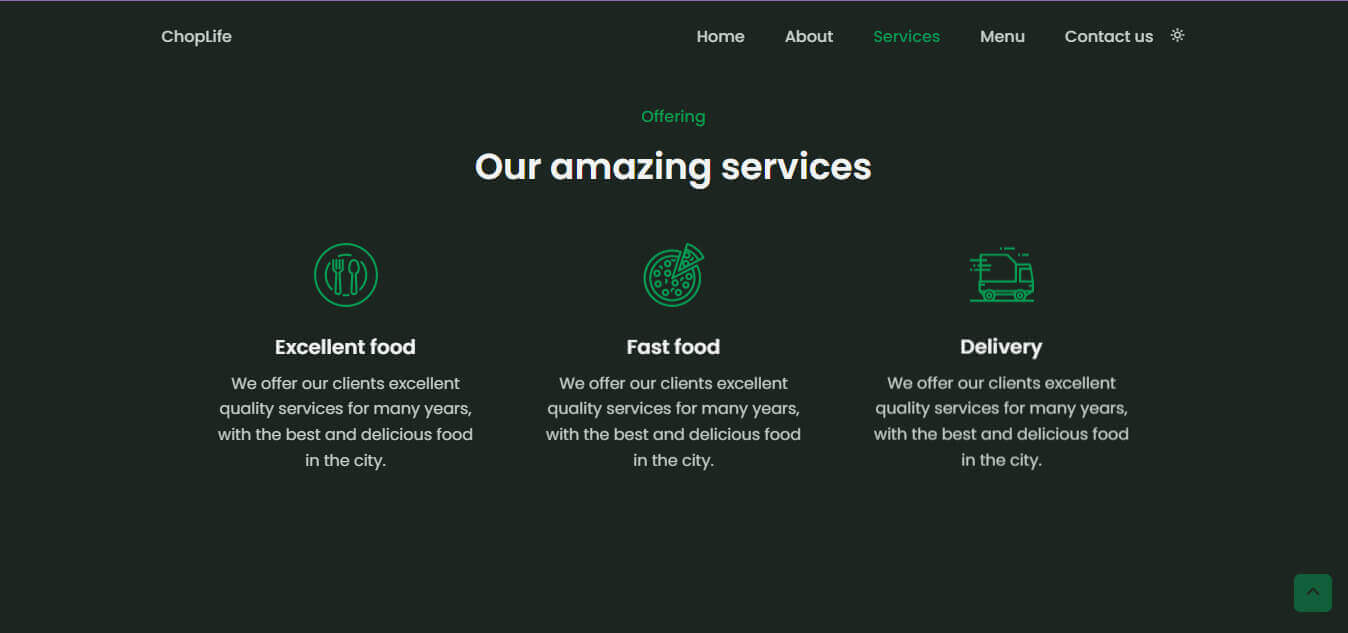 ChopLife
Home
About
Services
Menu
Contact us
Offering
Our amazing services
Excellent food
We offer our clients excellent
quality services for many years,
with the best and delicious food
in the city.
Fast food
We offer our clients excellent
quality services for many years,
with the best and delicious food
in the city.
Delivery
We offer our clients excellent
quality services for many years,
with the best and delicious food
in the city.